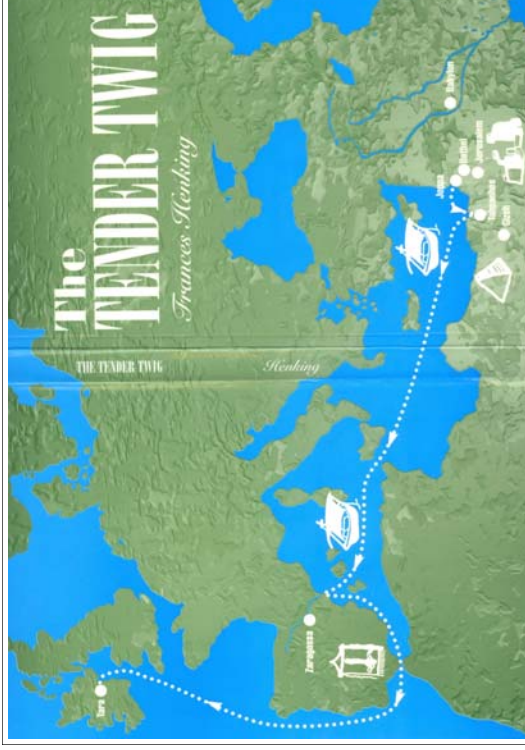 The
TENDER TWIG
Frances Henking
THE TENDER TWIG
Henking
Tara
Zaragossa
Joppa
Bethel
Jerusalem
Babylon